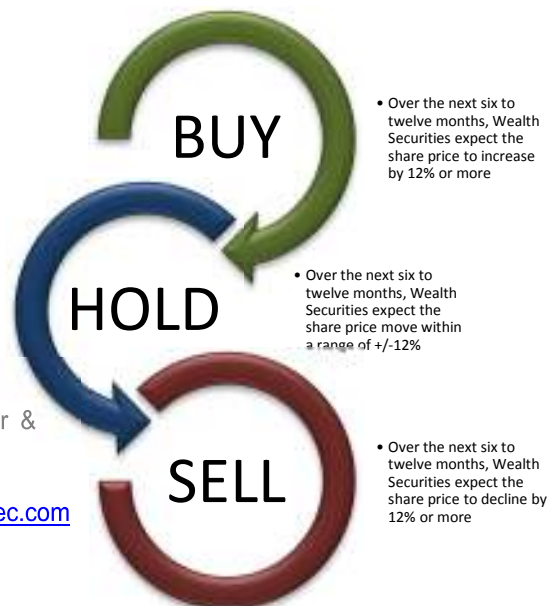 BUY
• Over the next six to
twelve months, Wealth
Securities expect the
share price to increase
by 12% or more
HOLD
• Over the next six to
twelve months, Wealth
Securities expect the
share price move within
a range of +/-12%
r &
SELL
• Over the next six to
twelve months, Wealth
Securities expect the
share price to decline by
12% or more
ec.com